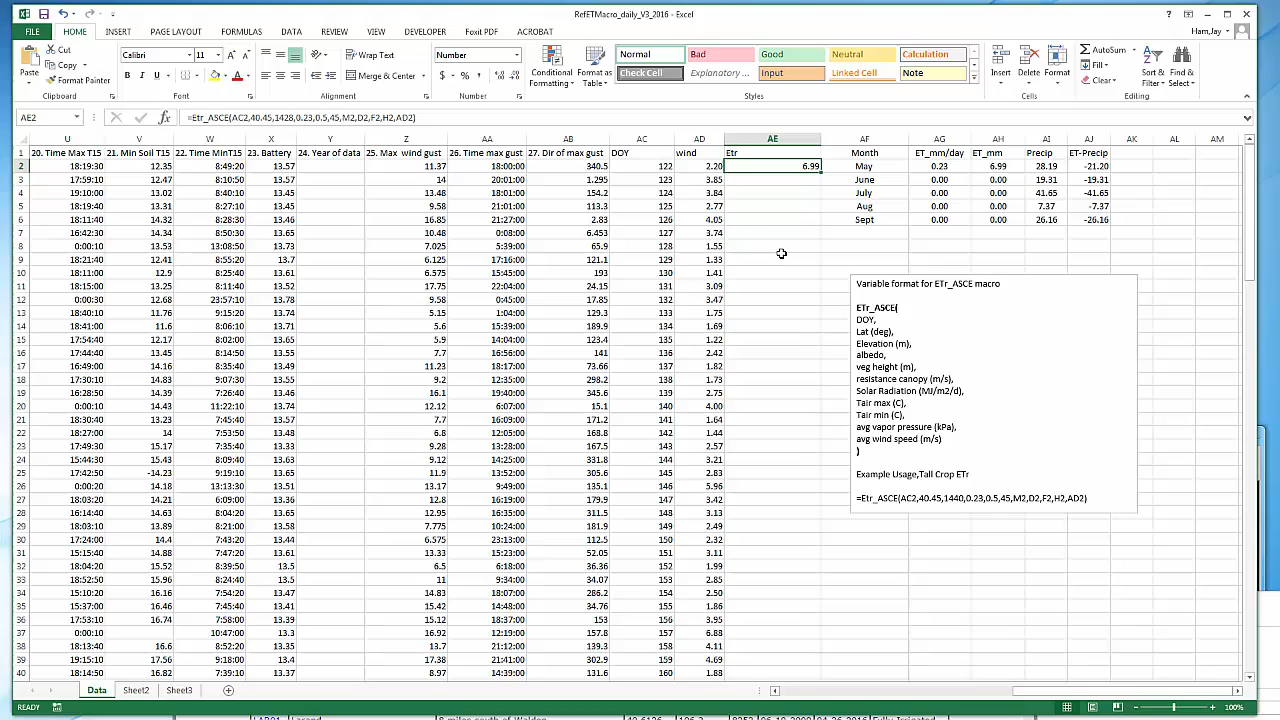 RefETMacro_daily_V3_2016 - Excel
FILE HOME INSERT PAGE LAYOUT FORMULAS DATA REVIEW VIEW DEVELOPER Foxit PDF ACROBAT Ham,Jay
Paste Cut Copy Format Painter Calibri 11 Wrap Text Merge & Center Number Conditional Formatting Format as Table Normal Bad Good Neutral Calculation
Check Cell Explanatory ... Input Linked Cell Note Insert Delete Format AutoSum Fill Clear Sort & Filter Find & Select
Clipboard Font Alignment Number Styles Cells Editing
AE2 =Etr_ASCE(AC2,40.45,1428,0.23,0.5,45,M2,D2,F2,H2,AD2)
U V W X Y Z AA AB AC AD AE AF AG AH AI AJ AK AL AM
1 20. Time Max T15 21. Min Soil T15 22. Time MinT15 23. Battery 24. Year of data 25. Max wind gust 26. Time max gust 27. Dir of max gust DOY wind Etr Month ET_mm/day ET_mm Precip ET-Precip
2 18:19:30 12.35 8:49:20 13.57 11.37 18:00:00 340.5 122 2.20 6.99 May 0.23 6.99 28.19 -21.20
3 17:59:10 12.47 8:10:50 13.57 14 21:00:00 1.295 123 3.85 June 0.00 0.00 19.31 -19.31
4 19:10:00 13.02 8:40:10 13.45 13.48 18:01:00 154.2 124 3.84 July 0.00 0.00 41.65 -41.65
5 18:19:40 13.31 8:27:10 13.45 9.58 21:01:00 113.3 125 2.77 Aug 0.00 0.00 7.37 -7.37
6 18:11:40 14.32 8:28:30 13.46 16.85 21:27:00 2.83 126 4.05 Sept 0.00 0.00 26.16 -26.16
7 16:42:30 14.34 8:50:30 13.65 10.48 0:08:00 6.453 127 3.74
8 0:00:10 13.53 13:08:50 13.73 7.025 5:39:00 65.9 128 1.55
9 18:21:40 12.41 8:55:20 13.7 6.125 17:16:00 121.1 129 1.33
10 18:11:00 12.9 8:09:40 13.61 6.575 15:45:00 193 130 1.41
11 18:15:00 13.25 8:11:40 13.52 17.75 22:04:00 24.15 131 3.09
12 0:00:30 12.68 23:57:10 13.78 9.58 0:45:00 17.85 132 3.47
13 18:40:10 11.76 9:15:20 13.74 5.15 1:04:00 129.3 133 1.75
14 18:41:00 11.6 8:06:10 13.71 5.6 15:39:00 189.9 134 1.69
15 17:54:40 12.17 8:02:00 13.65 5.9 14:04:00 123.4 135 1.22
16 17:44:40 13.45 8:14:50 13.55 7.7 16:56:00 141 136 2.42
17 16:49:00 14.16 8:35:40 13.49 11.23 18:17:00 73.66 137 1.82
18 17:30:10 14.83 9:07:30 13.55 9.2 12:35:00 298.2 138 1.73
19 16:28:50 14.39 7:26:40 13.46 16.1 19:40:00 345.6 139 2.75
20 0:00:10 14.43 11:22:10 13.74 12.12 6:07:00 15.1 140 4.00
21 18:30:40 13.23 7:45:40 13.57 7.7 16:09:00 171.2 141 1.64
22 18:27:00 14 7:53:50 13.48 6.8 12:05:00 168.8 142 1.44
23 17:49:30 15.17 7:35:40 13.33 9.28 13:28:00 167.5 143 2.57
24 15:44:30 15.93 8:09:40 13.63 9.12 14:25:00 331.8 144 3.21
25 17:42:50 -14.23 9:19:10 13.65 11.9 13:52:00 305.6 145 2.83
26 0:00:20 14.18 13:13:30 13.51 13.17 9:49:00 135.1 146 5.96
27 18:03:20 14.21 6:09:00 13.36 12.8 16:19:00 179.9 147 3.42
28 16:14:40 14.63 8:04:20 13.65 12.95 16:35:00 311.5 148 3.13
29 13:39:00 13.89 8:21:00 13.58 7.775 10:24:00 181.9 149 2.49
30 17:24:00 14.4 7:43:20 13.44 6.575 23:13:00 112.5 150 2.32
31 15:15:40 14.88 7:47:20 13.61 13.33 15:23:00 52.05 151 3.11
32 18:04:20 15.52 8:39:50 13.5 6.5 6:18:00 36.2 152 1.99
33 18:52:50 15.96 8:24:40 13.5 11 9:34:00 34.07 153 2.85
34 15:10:20 16.16 7:54:20 13.47 14.83 18:07:00 286.2 154 2.50
35 15:37:00 16.46 7:45:40 13.41 15.42 14:48:00 34.76 155 1.86
36 17:53:10 16.74 7:58:00 13.39 15.12 18:37:00 153 156 3.95
37 0:00:10 10:47:00 13.3 16.92 12:19:00 157.8 157 6.88
38 18:13:40 16.6 8:52:20 13.35 13.7 21:12:00 139.3 158 4.11
39 19:15:10 17.56 9:18:00 13.4 17.38 21:41:00 302.9 159 4.69
40 18:14:50 16.82 7:39:10 13.37 8.97 14:39:00 131.6 160 1.88
Variable format for ETr_ASCE macro
ETr_ASCE(
DOY,
Lat (deg),
Elevation (m),
albedo,
veg height (m),
resistance canopy (m/s),
Solar Radiation (MJ/m2/d),
Tair max (C),
Tair min (C),
avg vapor pressure (kPa),
avg wind speed (m/s)
)
Example Usage,Tall Crop ETr
=Etr_ASCE(AC2,40.45,1440,0.23,0.5,45,M2,D2,F2,H2,AD2)
Data Sheet2 Sheet3
READY 100%